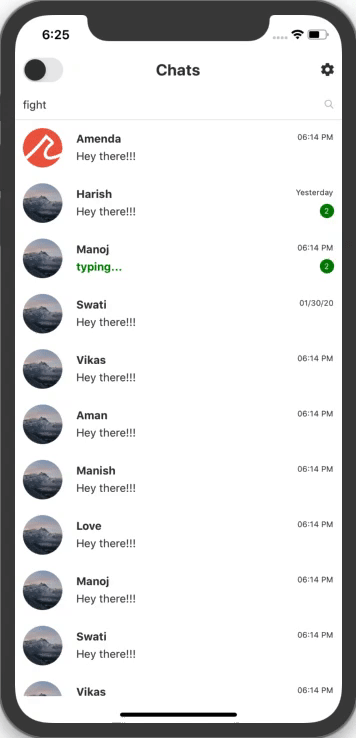 6:25
Chats
fight
Amenda 06:14 PM
Hey there!!!
Harish Yesterday
Hey there!!! 2
Manoj 06:14 PM
typing... 2
Swati 01/30/20
Hey there!!!
Vikas 06:14 PM
Hey there!!!
Aman 06:14 PM
Hey there!!!
Manish 06:14 PM
Hey there!!!
Love 06:14 PM
Hey there!!!
Manoj 06:14 PM
Hey there!!!
Swati 06:14 PM
Hey there!!!
Vikas 06:14 PM